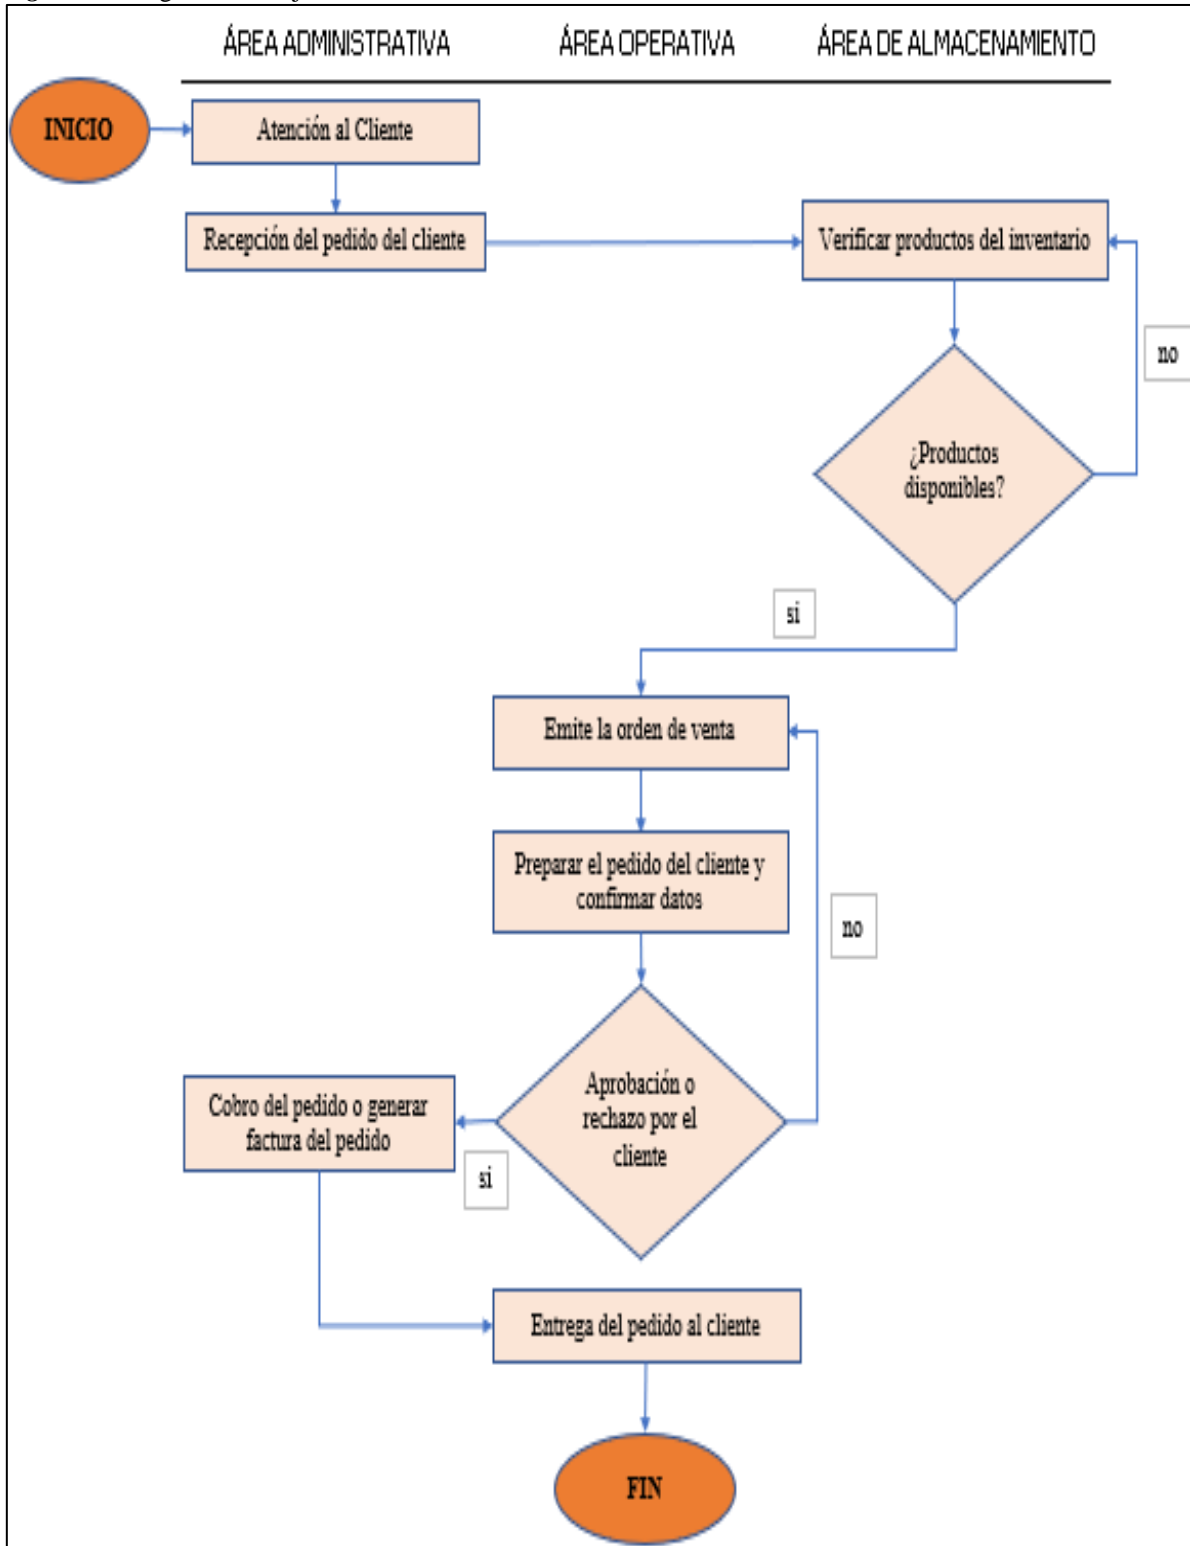 ÁREA ADMINISTRATIVA
ÁREA OPERATIVA
ÁREA DE ALMACENAMIENTO
INICIO
Atención al Cliente
Recepción del pedido del cliente
Verificar productos del inventario
no
¿Productos
disponibles?
si
Emite la orden de venta
Preparar el pedido del cliente y
confirmar datos
no
Aprobación o
rechazo por el
cliente
Cobro del pedido o generar
factura del pedido
si
Entrega del pedido al cliente
FIN